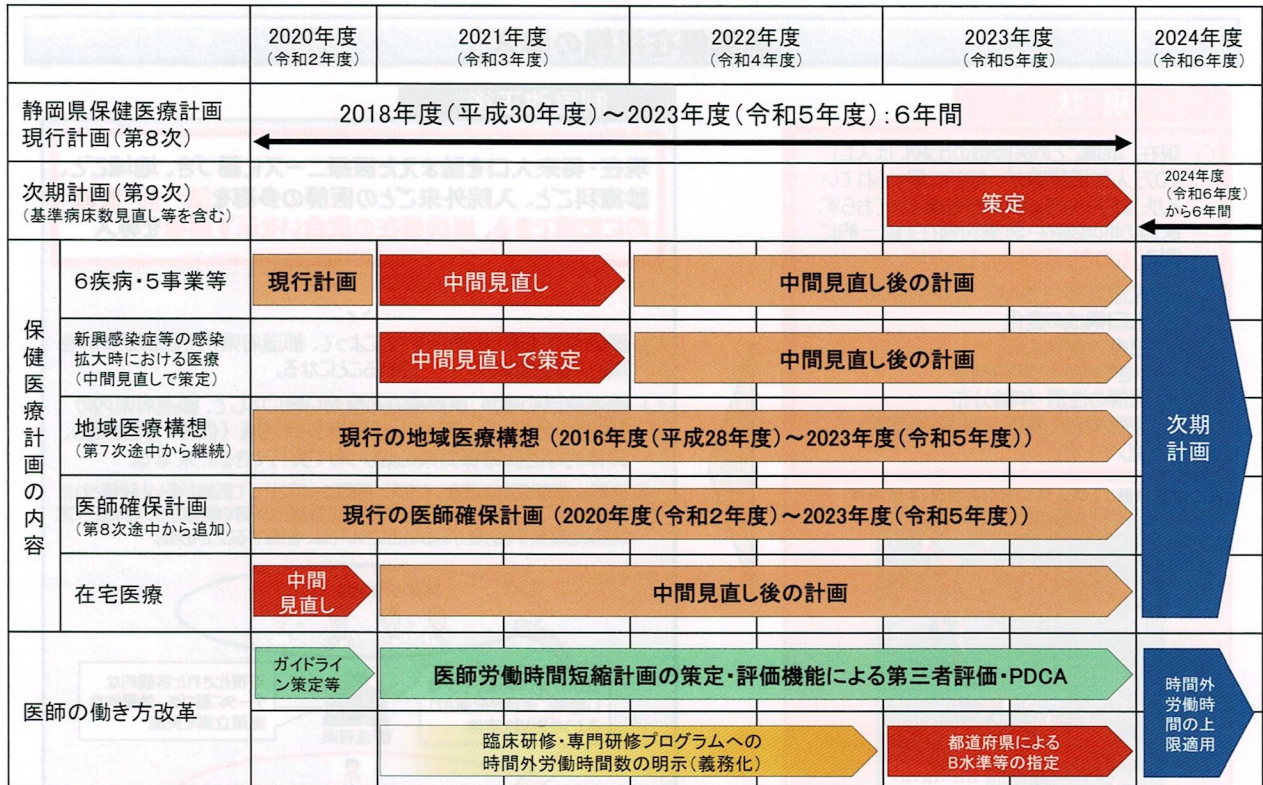 2020年度
(令和2年度)
2021年度
(令和3年度)
2022年度
(令和4年度)
2023年度
(令和5年度)
2024年度
(令和6年度)
静岡県保健医療計画
現行計画(第8次)
2018年度(平成30年度)～2023年度(令和5年度):6年間
次期計画(第9次)
(基準病床数見直し等を含む)
策定
2024年度
(令和6年度)
から6年間
保健医療計画の内容
6疾病・5事業等
現行計画
中間見直し
中間見直し後の計画
次期
計画
新興感染症等の感染
拡大時における医療
(中間見直しで策定)
中間見直しで策定
中間見直し後の計画
地域医療構想
(第7次途中から継続)
現行の地域医療構想 (2016年度(平成28年度)～2023年度(令和5年度))
医師確保計画
(第8次途中から追加)
現行の医師確保計画 (2020年度(令和2年度)～2023年度(令和5年度))
在宅医療
中間
見直し
中間見直し後の計画
医師の働き方改革
ガイドライ
ン策定等
医師労働時間短縮計画の策定・評価機能による第三者評価・PDCA
時間外
労働時
間の上
限適用
臨床研修・専門研修プログラムへの
時間外労働時間数の明示(義務化)
都道府県による
B水準等の指定